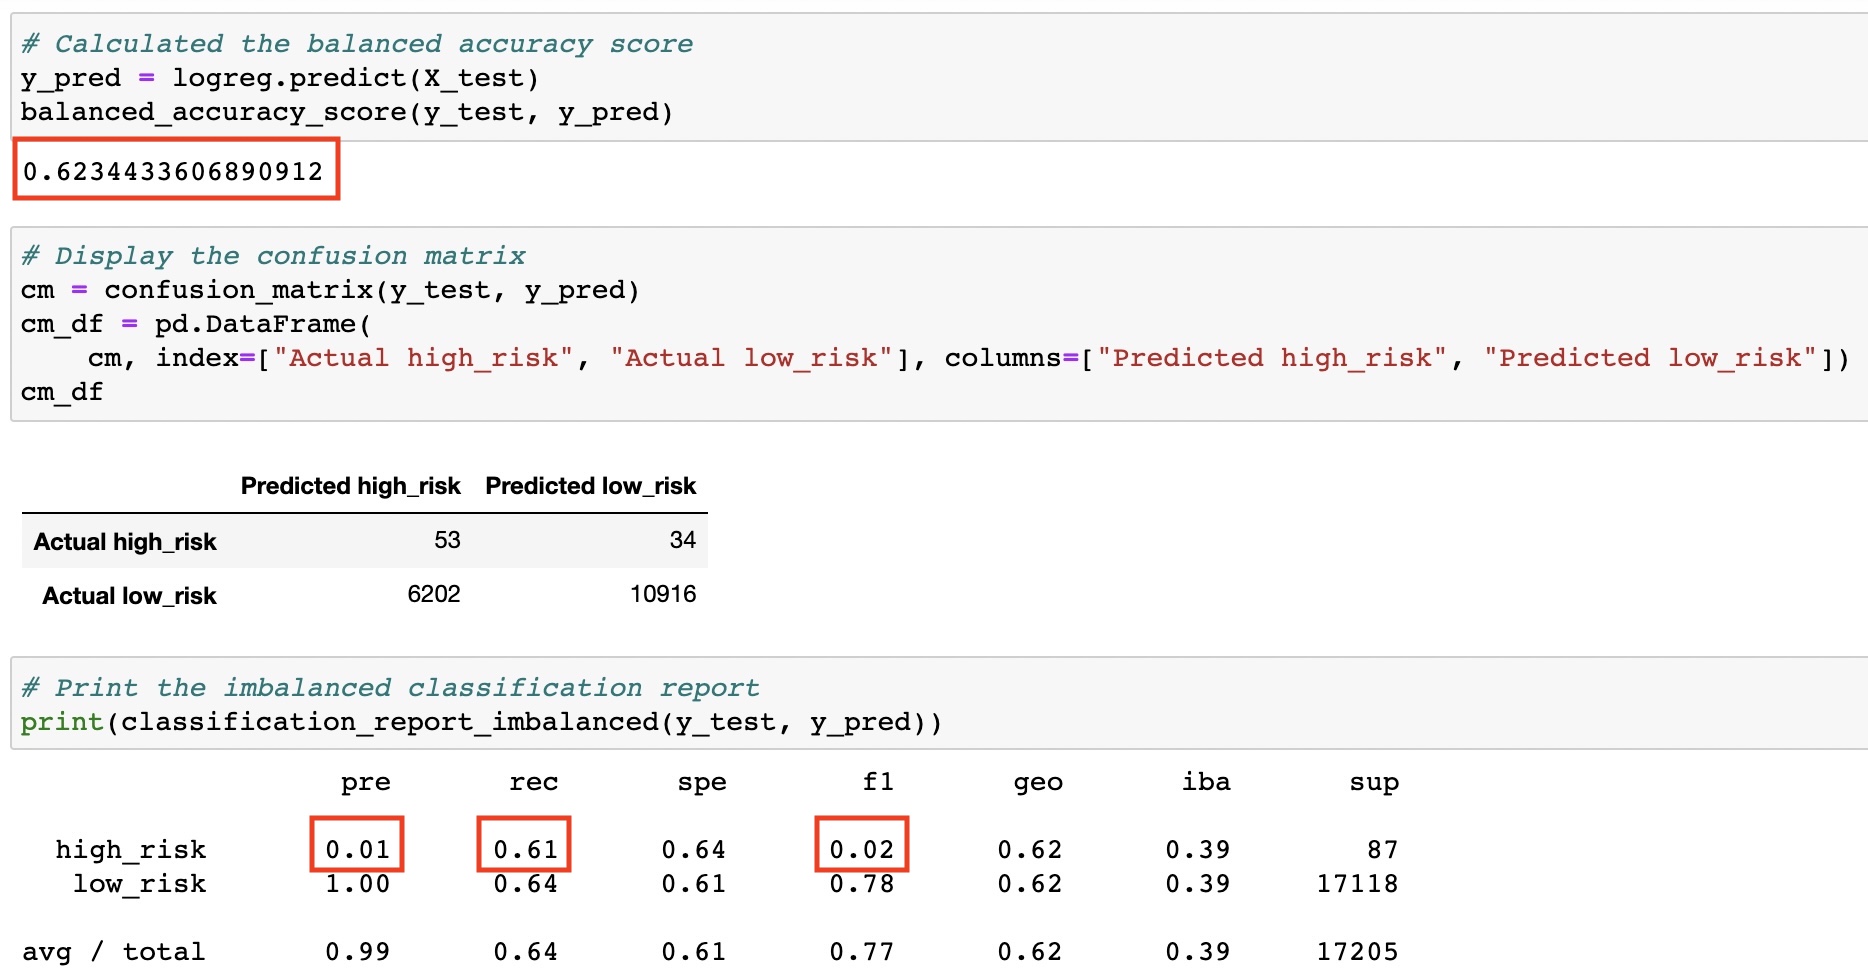 # Calculated the balanced accuracy score
y_pred = logreg.predict(X_test)
balanced_accuracy_score(y_test, y_pred)
0.6234433606890912
# Display the confusion matrix
cm = confusion_matrix(y_test, y_pred)
cm_df = pd.DataFrame(
    cm, index=["Actual high_risk", "Actual low_risk"], columns=["Predicted high_risk", "Predicted low_risk"])
cm_df
Predicted high_risk Predicted low_risk
Actual high_risk 53 34
Actual low_risk 6202 10916
# Print the imbalanced classification report
print(classification_report_imbalanced(y_test, y_pred))
pre rec spe f1 geo iba sup
high_risk 0.01 0.61 0.64 0.02 0.62 0.39 87
low_risk 1.00 0.64 0.61 0.78 0.62 0.39 17118
avg / total 0.99 0.64 0.61 0.77 0.62 0.39 17205